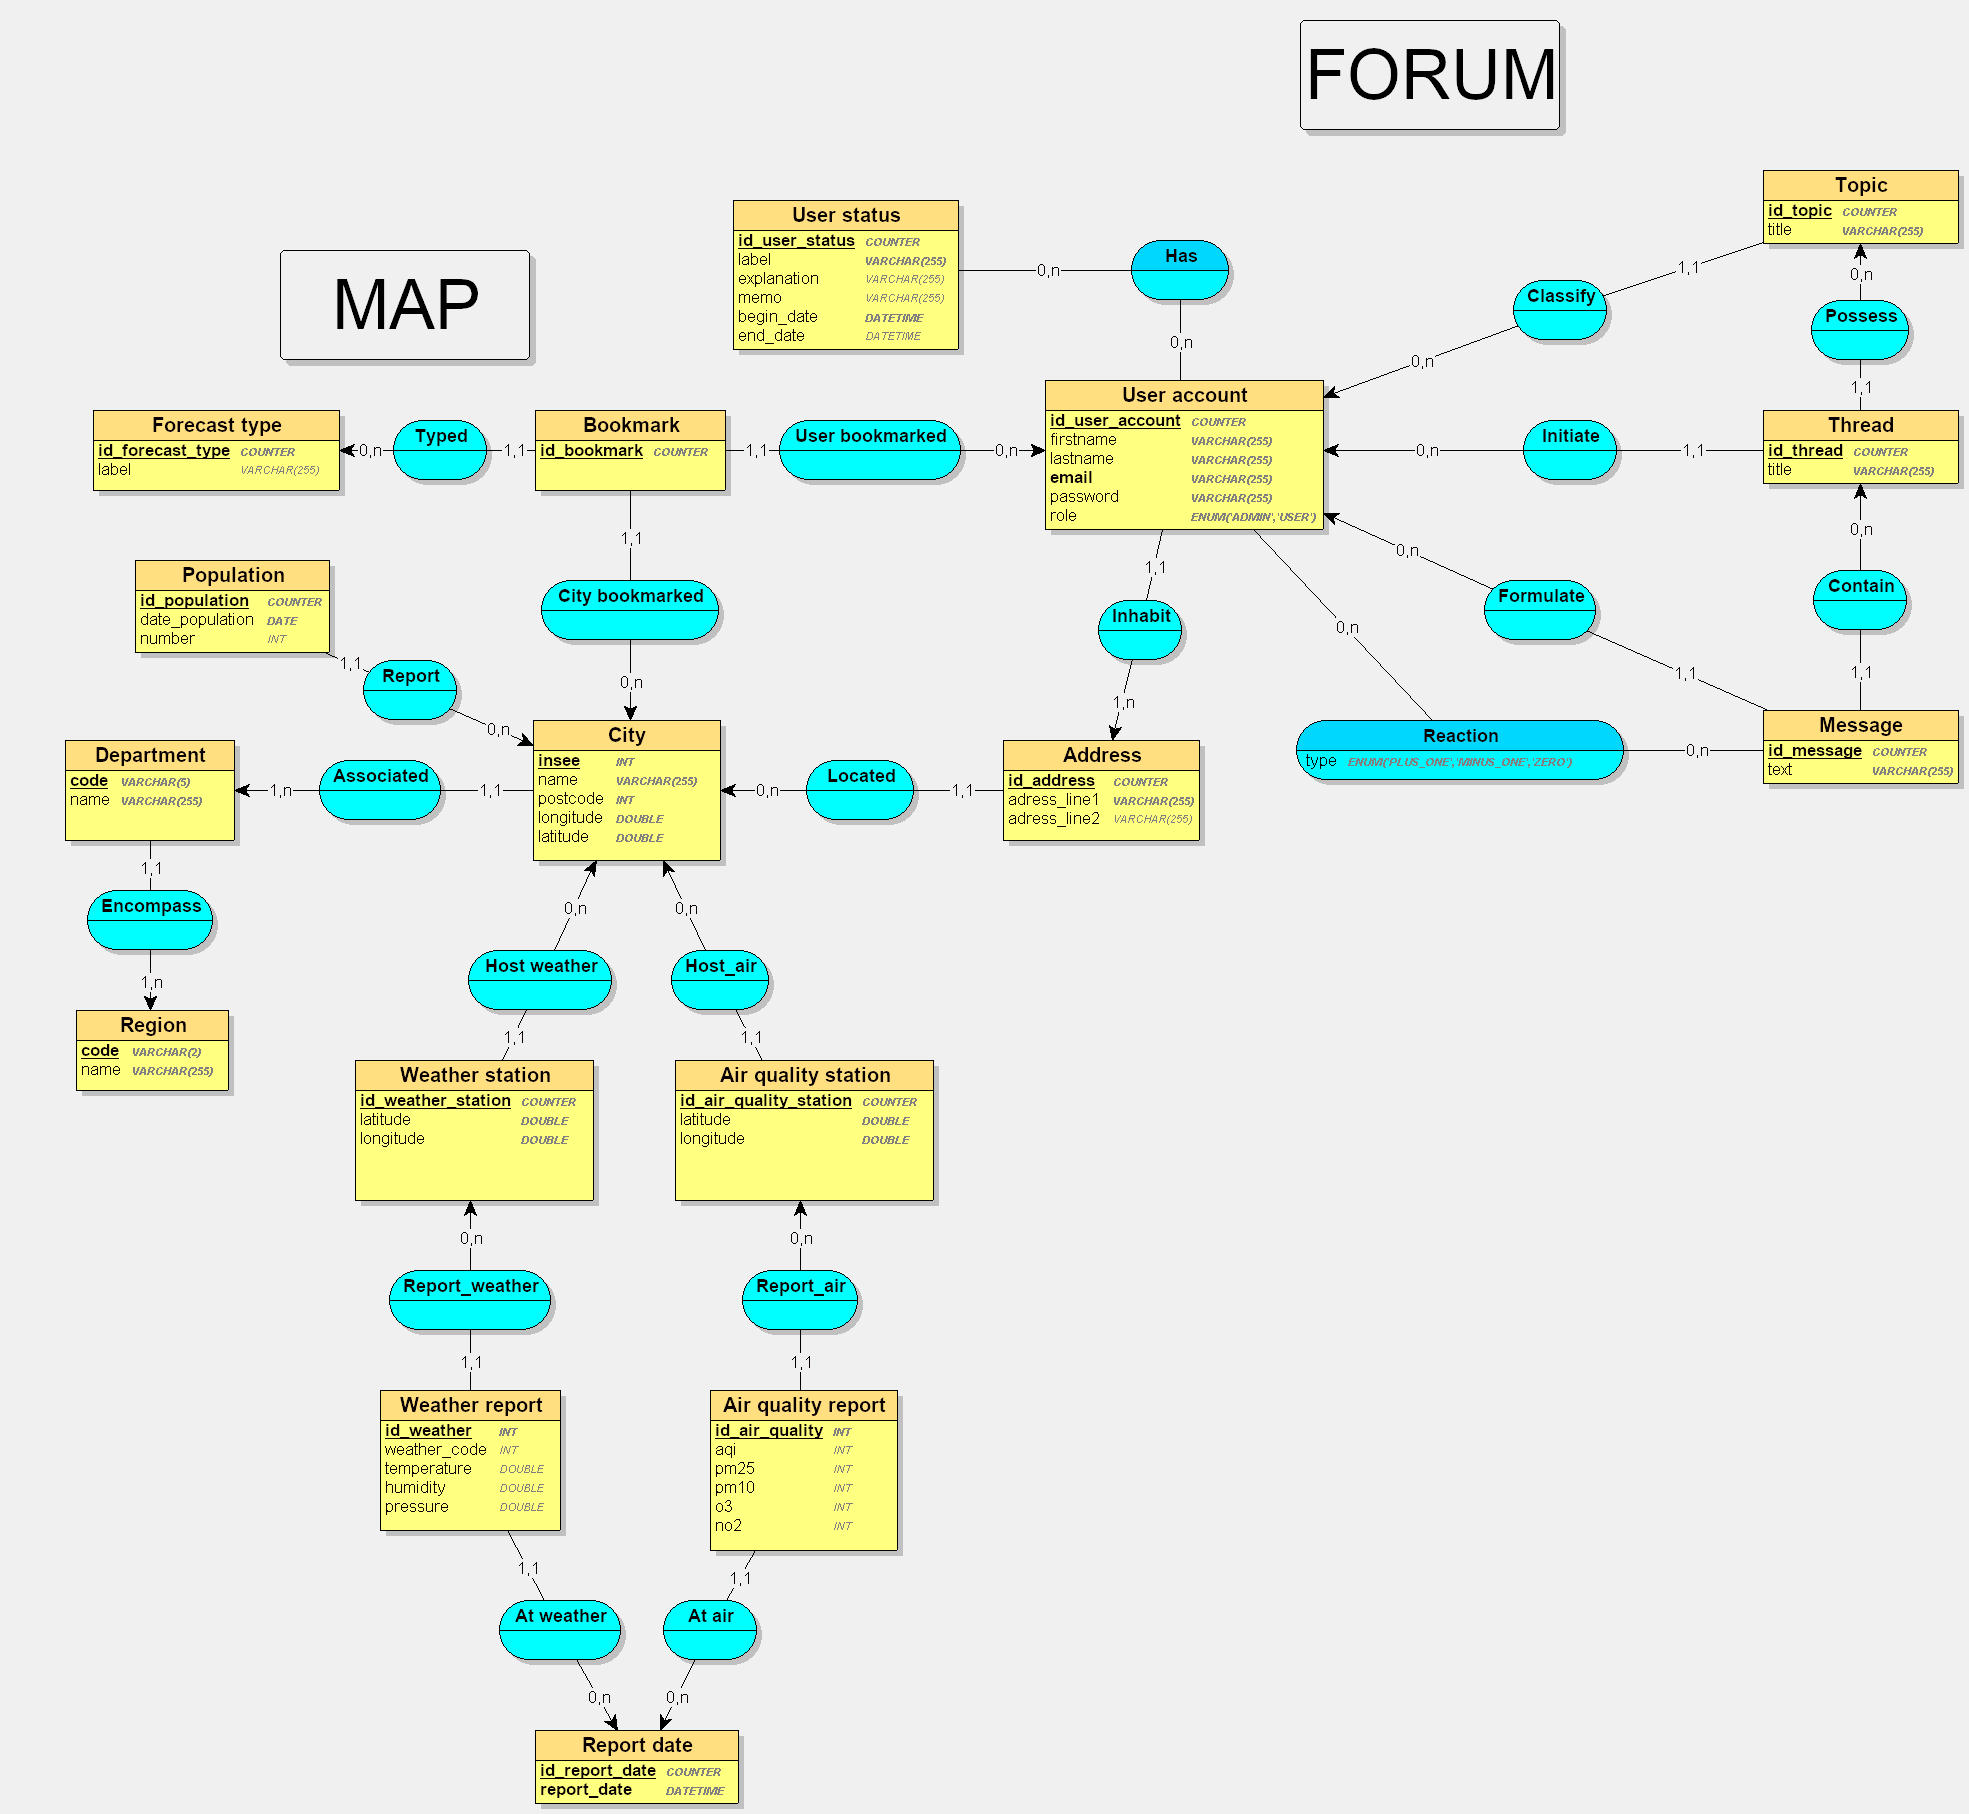 FORUM
MAP
Topic
id_topic COUNTER
title VARCHAR(255)
User status
id_user_status COUNTER
label VARCHAR(255)
explanation VARCHAR(255)
memo VARCHAR(255)
begin_date DATETIME
end_date DATETIME
0,n
Has
0,n
1,1
Classify
0,n
0,n
Possess
1,1
Forecast type
id_forecast_type COUNTER
label VARCHAR(255)
0,n
Typed
1,1
Bookmark
id_bookmark COUNTER
1,1
User bookmarked
0,n
User account
id_user_account COUNTER
firstname VARCHAR(255)
lastname VARCHAR(255)
email VARCHAR(255)
password VARCHAR(255)
role ENUM('ADMIN','USER')
0,n
Initiate
1,1
Thread
id_thread COUNTER
title VARCHAR(255)
1,1
City bookmarked
0,n
1,1
Inhabit
1,n
0,n
0,n
Formulate
1,1
0,n
Contain
1,1
Population
id_population COUNTER
date_population DATE
number INT
1,1
Report
0,n
Department
code VARCHAR(5)
name VARCHAR(255)
1,n
Associated
1,1
City
insee INT
name VARCHAR(255)
postcode INT
longitude DOUBLE
latitude DOUBLE
0,n
Located
1,1
Address
id_address COUNTER
adress_line1 VARCHAR(255)
adress_line2 VARCHAR(255)
Reaction
type ENUM('PLUS_ONE','MINUS_ONE','ZERO')
0,n
Message
id_message COUNTER
text VARCHAR(255)
1,1
Encompass
1,n
Region
code VARCHAR(2)
name VARCHAR(255)
0,n
Host weather
1,1
0,n
Host_air
1,1
Weather station
id_weather_station COUNTER
latitude DOUBLE
longitude DOUBLE
Air quality station
id_air_quality_station COUNTER
latitude DOUBLE
longitude DOUBLE
0,n
Report_weather
1,1
0,n
Report_air
1,1
Weather report
id_weather INT
weather_code INT
temperature DOUBLE
humidity DOUBLE
pressure DOUBLE
Air quality report
id_air_quality INT
aqi INT
pm25 INT
pm10 INT
o3 INT
no2 INT
1,1
At weather
0,n
1,1
At air
0,n
Report date
id_report_date COUNTER
report_date DATETIME